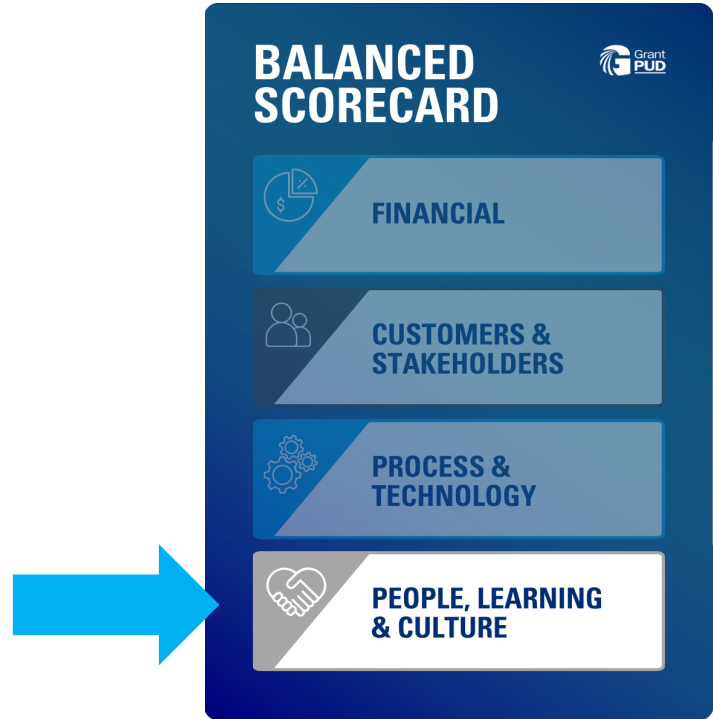 BALANCED
SCORECARD
Grant
PUD
%
$
FINANCIAL
CUSTOMERS &
STAKEHOLDERS
PROCESS &
TECHNOLOGY
PEOPLE, LEARNING
& CULTURE